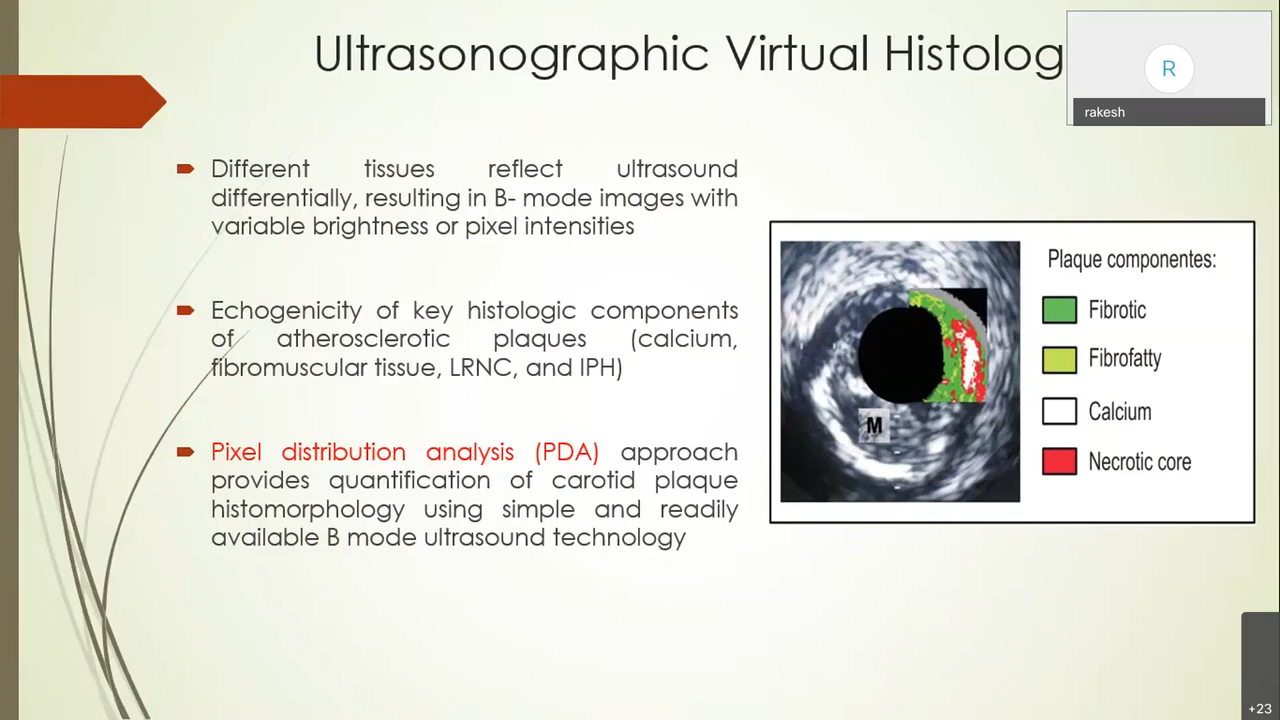 Ultrasonographic Virtual Histolog
R
rakesh
Different tissues reflect ultrasound
differentially, resulting in B- mode images with
variable brightness or pixel intensities
Echogenicity of key histologic components
of atherosclerotic plaques (calcium,
fibromuscular tissue, LRNC, and IPH)
Pixel distribution analysis (PDA) approach
provides quantification of carotid plaque
histomorphology using simple and readily
available B mode ultrasound technology
M
Plaque componentes:
Fibrotic
Fibrofatty
Calcium
Necrotic core
+23